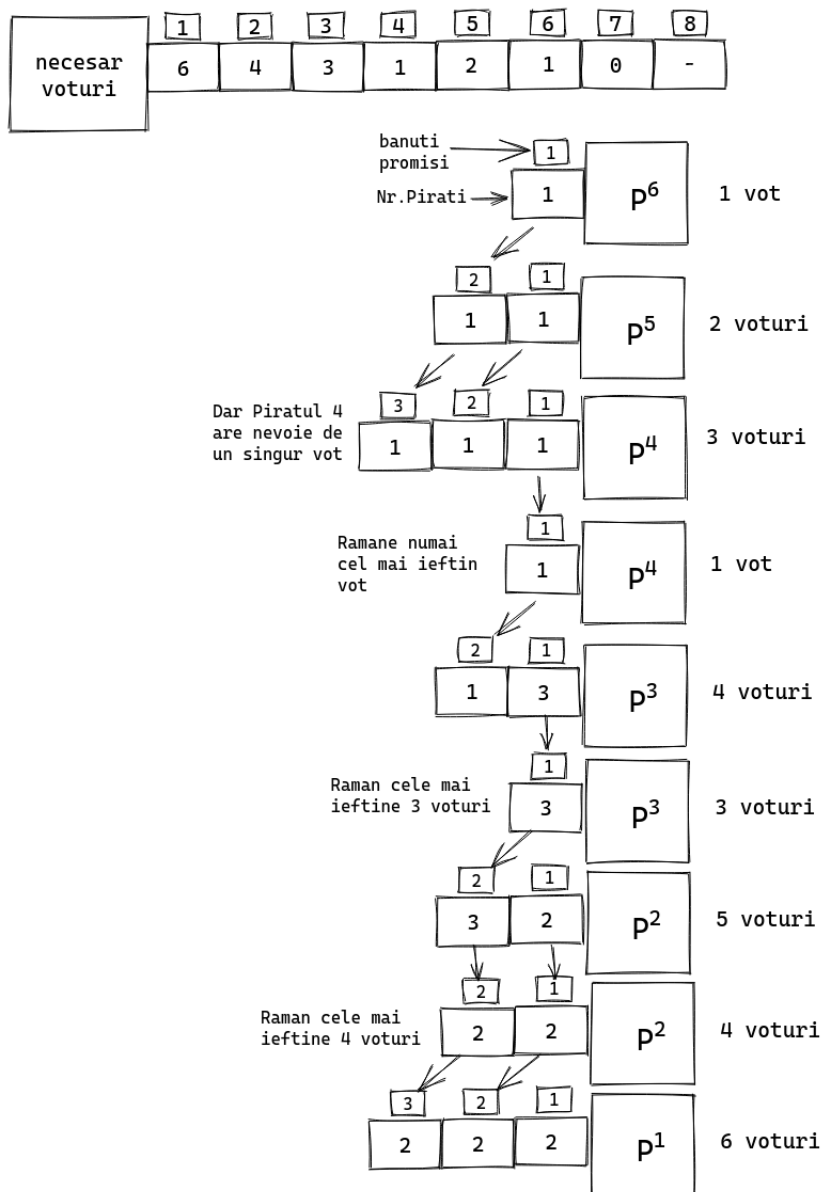 1 2 3 4 5 6 7 8
necesar
voturi
6 4 3 1 2 1 0 -
banuti
promisi
1
Nr.Pirati
1
P⁶
1 vot
2 1
1 1
P⁵
2 voturi
3 2 1
Dar Piratul 4
are nevoie de
un singur vot
1 1 1
P⁴
3 voturi
1
Ramane numai
cel mai ieftin
vot
1
P⁴
1 vot
2 1
1 3
P³
4 voturi
1
Raman cele mai
ieftine 3 voturi
3
P³
3 voturi
2 1
3 2
P²
5 voturi
2 1
Raman cele mai
ieftine 4 voturi
2 2
P²
4 voturi
3 2 1
2 2 2
P¹
6 voturi